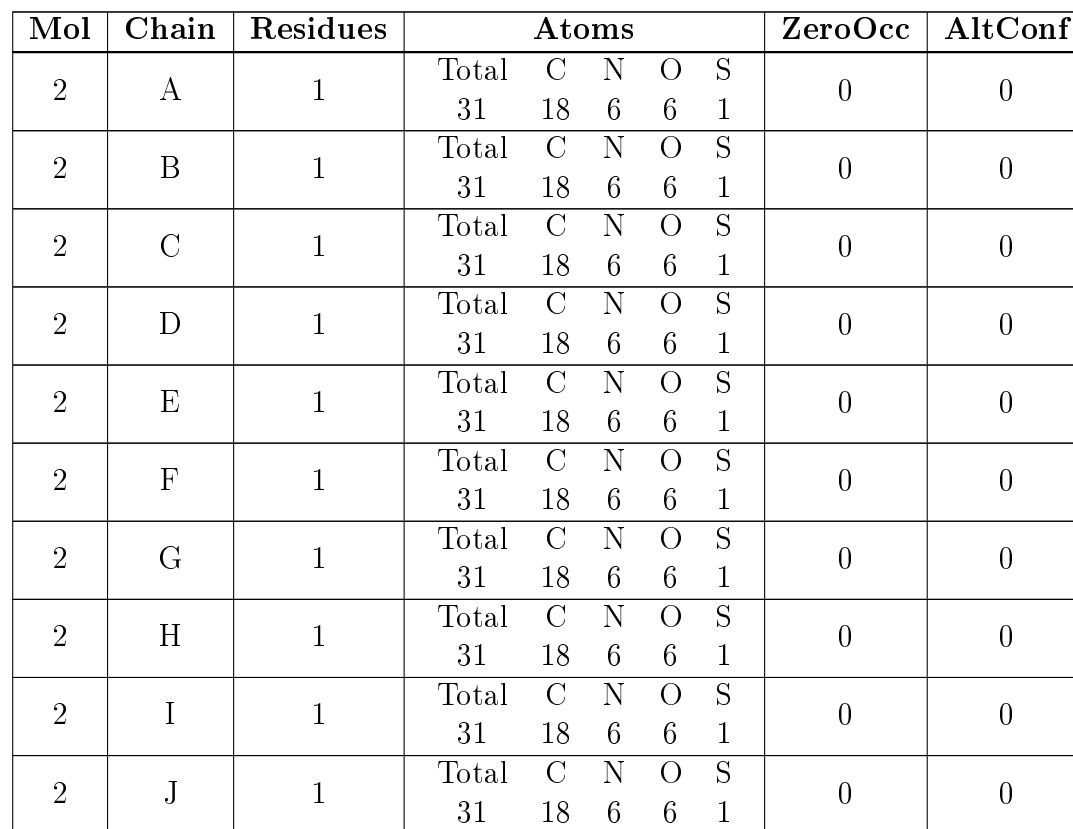 Mol Chain Residues Atoms ZeroOcc AltConf
2 A 1 Total C N O S 0 0
31 18 6 6 1
2 B 1 Total C N O S 0 0
31 18 6 6 1
2 C 1 Total C N O S 0 0
31 18 6 6 1
2 D 1 Total C N O S 0 0
31 18 6 6 1
2 E 1 Total C N O S 0 0
31 18 6 6 1
2 F 1 Total C N O S 0 0
31 18 6 6 1
2 G 1 Total C N O S 0 0
31 18 6 6 1
2 H 1 Total C N O S 0 0
31 18 6 6 1
2 I 1 Total C N O S 0 0
31 18 6 6 1
2 J 1 Total C N O S 0 0
31 18 6 6 1